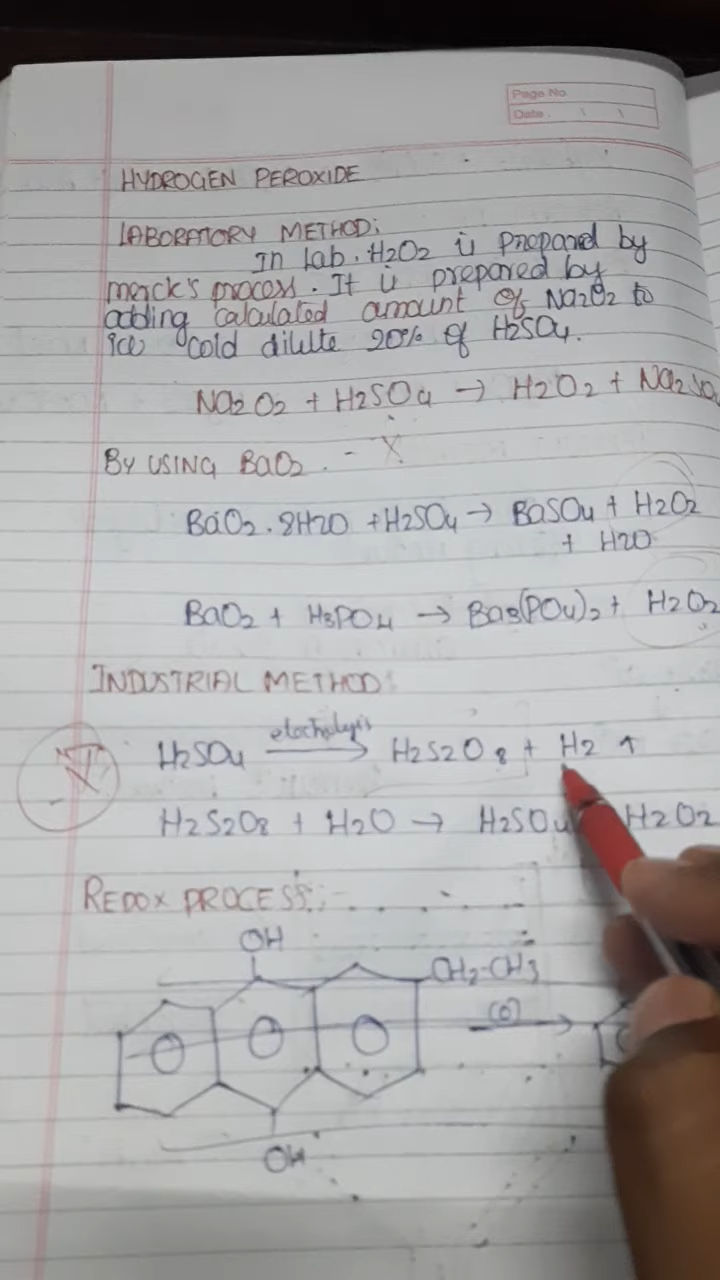 Page No.
Date.
HYDROGEN PEROXIDE
LABORATORY METHOD:
In Lab. H2O2 is prepared by
merck's process. It is prepared by
adding calculated amount of Na2O2 to
ice cold dilute 20% of H2SO4.
Na2O2 + H2SO4 → H2O2 + Na2SO4
By USING BaO2. - X
BaO2.8H2O + H2SO4 → BaSO4 + H2O2
+ H2O
BaO2 + H3PO4 → Ba3(PO4)2 + H2O2
INDUSTRIAL METHOD:
H2SO4 electrolysis → H2S2O8 + H2 ↑
H2S2O8 + H2O → H2SO4 H2O2
REDOX PROCESS:-
OH
CH2-CH3
(O) →
OH